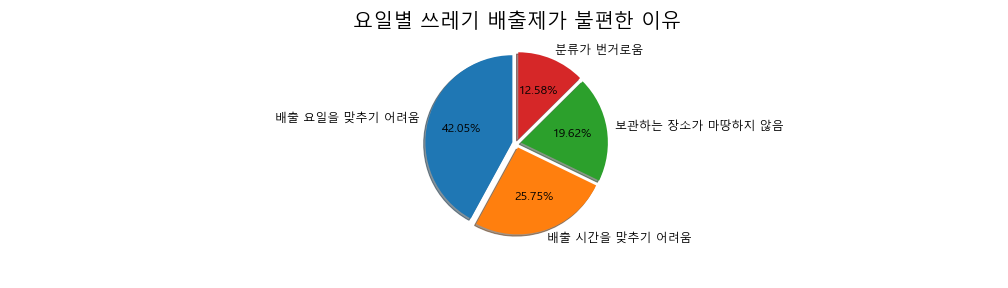 요일별 쓰레기 배출제가 불편한 이유
분류가 번거로움
12.58%
배출 요일을 맞추기 어려움
42.05%
보관하는 장소가 마땅하지 않음
19.62%
25.75%
배출 시간을 맞추기 어려움